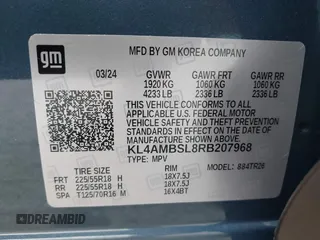 gm
MFD BY GM KOREA COMPANY
03/24 GVWR GAWR FRT GAWR RR
1920 KG 1060 KG 1060 KG
4233 LB 2336 LB 2336 LB
THIS VEHICLE CONFORMS TO ALL
APPLICABLE U.S. FEDERAL MOTOR
VEHICLE SAFETY AND THEFT
PREVENTION STANDARDS IN EFFECT
ON THE DATE OF MANUFACTURE
SHOWN ABOVE.
KL4AMBSL8RB207968
TYPE: MPV
MODEL:
TIRE SIZE RIM
FRT 225/55R18 H 18X7.5J
RR 225/55R18 H 18X7.5J
SPA T125/70R16 M 16X4BT
DREAMBID